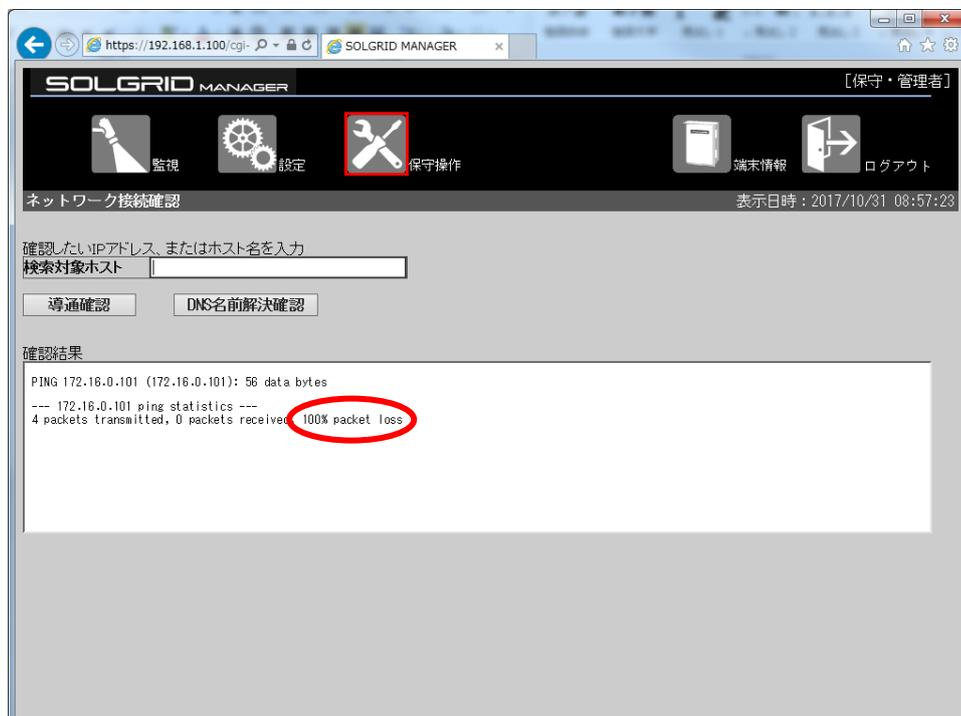 https://192.168.1.100/cgi-
SOLGRID MANAGER
SOLGRID MANAGER
[保守・管理者]
監視
設定
保守操作
端末情報
ログアウト
ネットワーク接続確認
表示日時:2017/10/31 08:57:23
確認したいIPアドレス、またはホスト名を入力
検索対象ホスト
導通確認
DNS名前解決確認
確認結果
PING 172.16.0.101 (172.16.0.101): 56 data bytes
--- 172.16.0.101 ping statistics ---
4 packets transmitted, 0 packets received, 100% packet loss